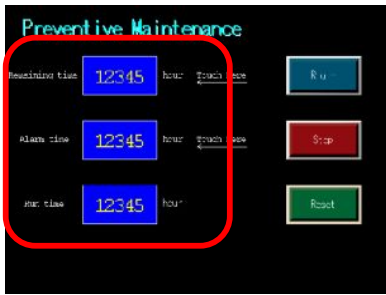 Preventive Maintenance
Remaining time 12345 hour Touch Here Run
Alarm time 12345 hour Touch Here Stop
Run time 12345 hour Reset